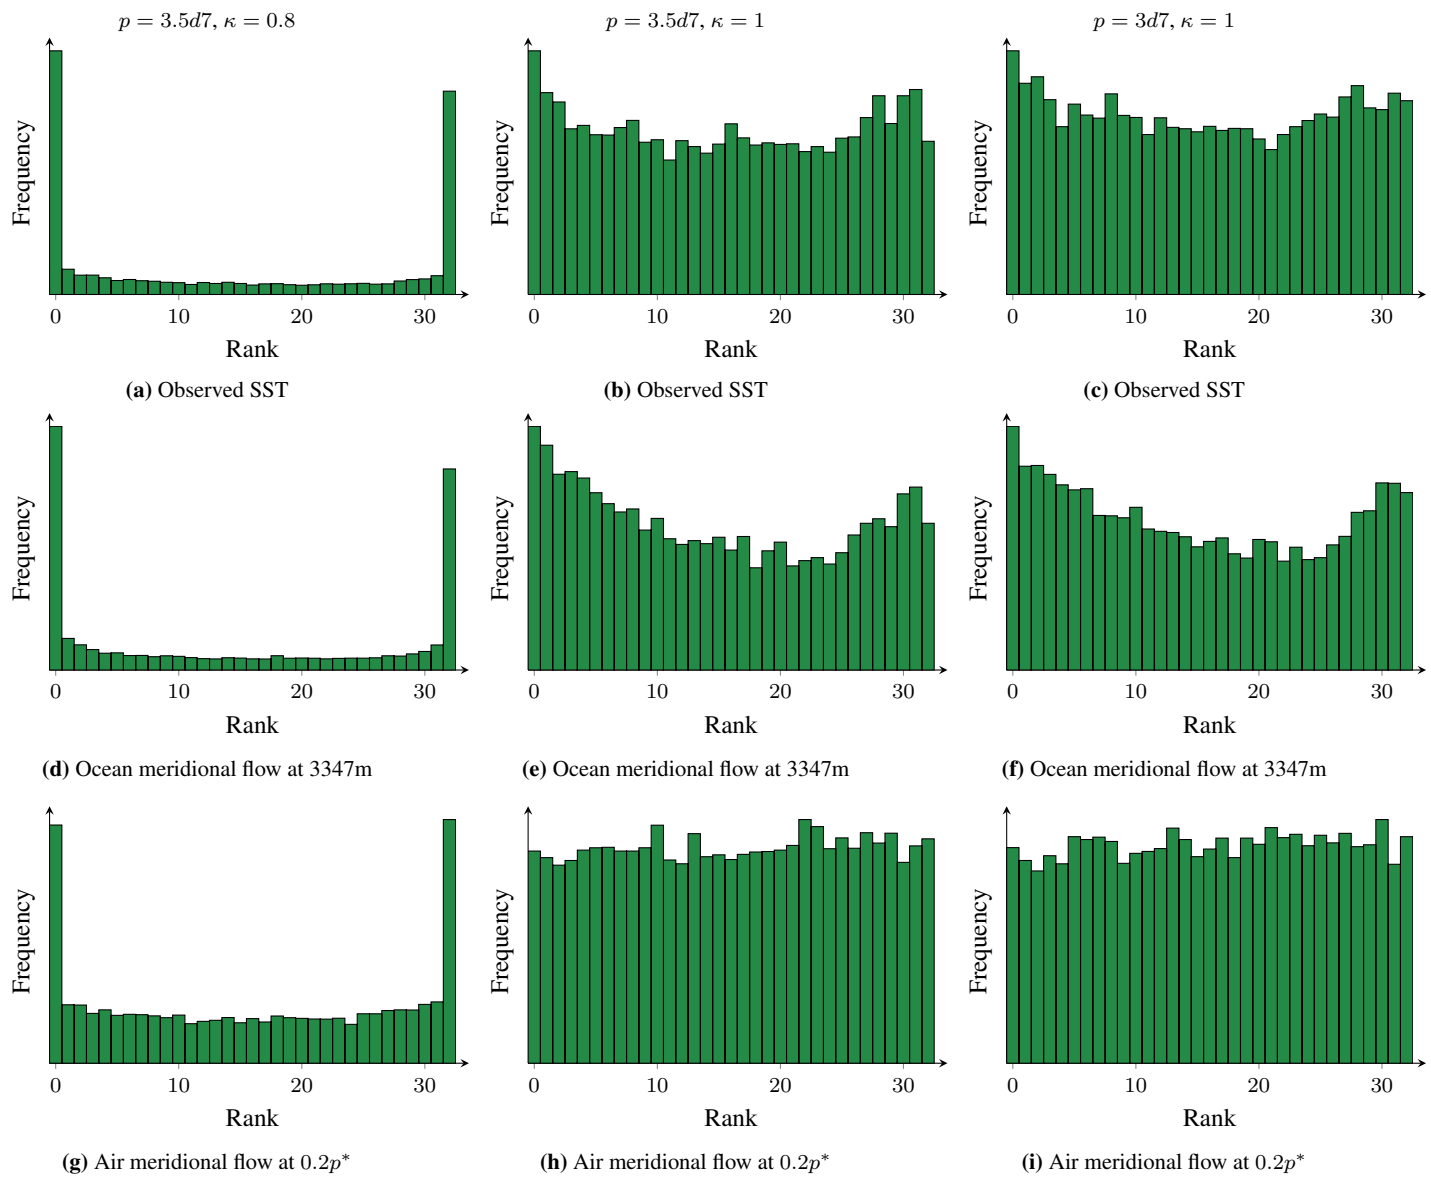 p = 3.5d7, κ = 0.8
p = 3.5d7, κ = 1
p = 3d7, κ = 1
Frequency
Frequency
Frequency
0 10 20 30
0 10 20 30
0 10 20 30
Rank
Rank
Rank
(a) Observed SST
(b) Observed SST
(c) Observed SST
Frequency
Frequency
Frequency
0 10 20 30
0 10 20 30
0 10 20 30
Rank
Rank
Rank
(d) Ocean meridional flow at 3347m
(e) Ocean meridional flow at 3347m
(f) Ocean meridional flow at 3347m
Frequency
Frequency
Frequency
0 10 20 30
0 10 20 30
0 10 20 30
Rank
Rank
Rank
(g) Air meridional flow at 0.2p*
(h) Air meridional flow at 0.2p*
(i) Air meridional flow at 0.2p*